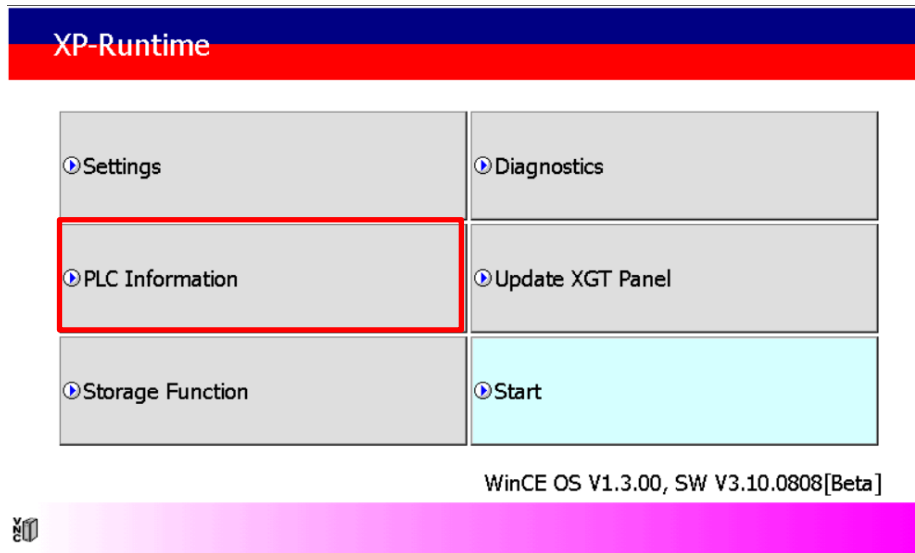 XP-Runtime
Settings
Diagnostics
PLC Information
Update XGT Panel
Storage Function
Start
WinCE OS V1.3.00, SW V3.10.0808[Beta]
VNC